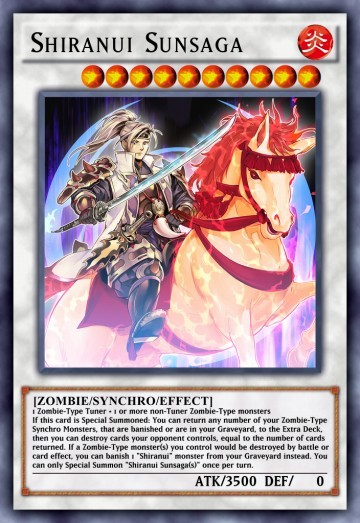 SHIRANUI SUNSAGA
炎
[ZOMBIE/SYNCHRO/EFFECT]
1 Zombie-Type Tuner + 1 or more non-Tuner Zombie-Type monsters
If this card is Special Summoned: You can return any number of your Zombie-Type
Synchro Monsters, that are banished or are in your Graveyard, to the Extra Deck,
then you can destroy cards your opponent controls, equal to the number of cards
returned. If a Zombie-Type monster(s) you control would be destroyed by battle or
card effect, you can banish 1 "Shiranui" monster from your Graveyard instead. You
can only Special Summon "Shiranui Sunsaga(s)" once per turn.
ATK/3500 DEF/ 0